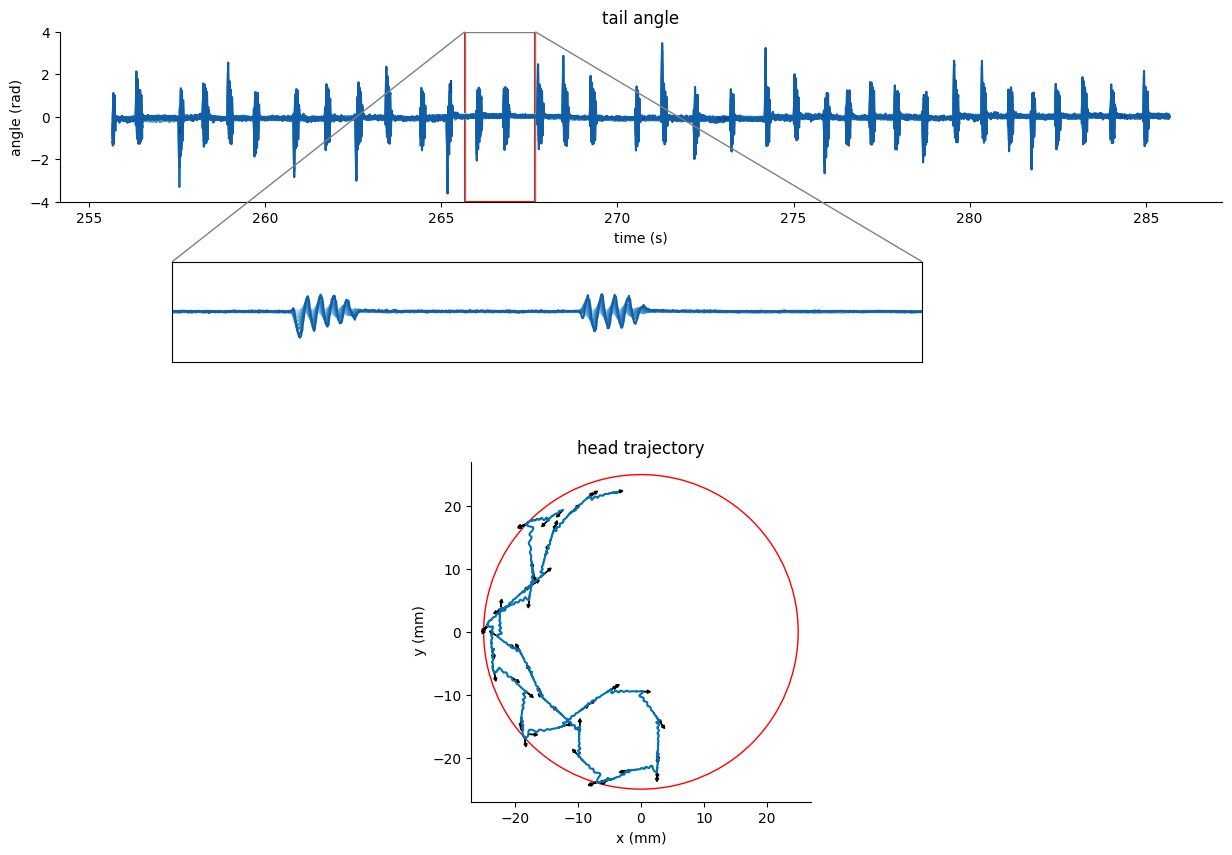 tail angle
4
2
0
−2
−4
angle (rad)
255 260 265 270 275 280 285
time (s)
head trajectory
20
10
0
−10
−20
y (mm)
−20 −10 0 10 20
x (mm)